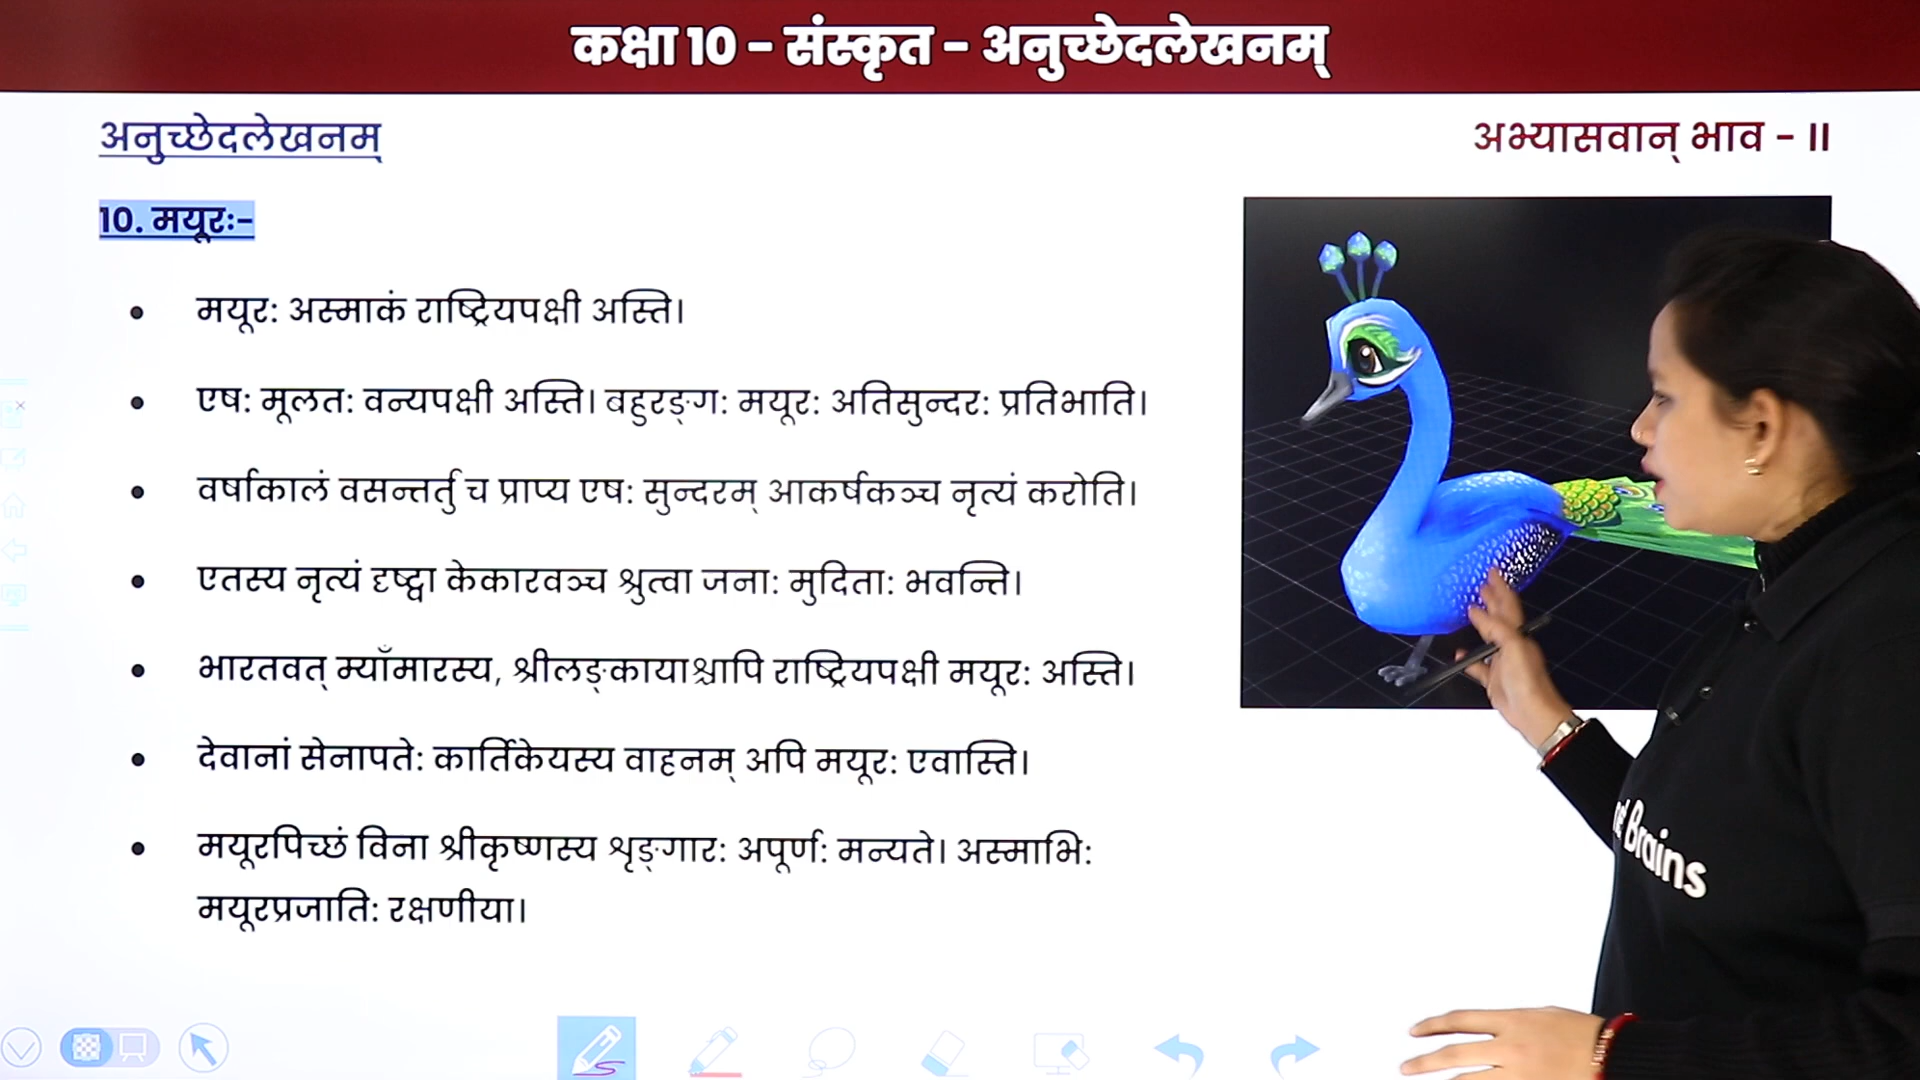 कक्षा 10 - संस्कृत - अनुच्छेदलेखनम्
अनुच्छेदलेखनम्
अभ्यासवान् भाव - II
10. मयूरः-
• मयूर: अस्माकं राष्ट्रियपक्षी अस्ति।
• एष: मूलत: वन्यपक्षी अस्ति। बहुरङ्ग: मयूर: अतिसुन्दर: प्रतिभाति।
• वर्षाकालं वसन्तर्तु च प्राप्य एष: सुन्दरम् आकर्षकञ्च नृत्यं करोति।
• एतस्य नृत्यं दृष्ट्वा केकारवञ्च श्रुत्वा जना: मुदिता: भवन्ति।
• भारतवत् म्याँमारस्य, श्रीलङ्कायाश्चापि राष्ट्रियपक्षी मयूर: अस्ति।
• देवानां सेनापते: कार्तिकेयस्य वाहनम् अपि मयूर: एवास्ति।
• मयूरपिच्छं विना श्रीकृष्णस्य शृङ्गार: अपूर्ण: मन्यते। अस्माभि:
मयूरप्रजाति: रक्षणीया।
Brains